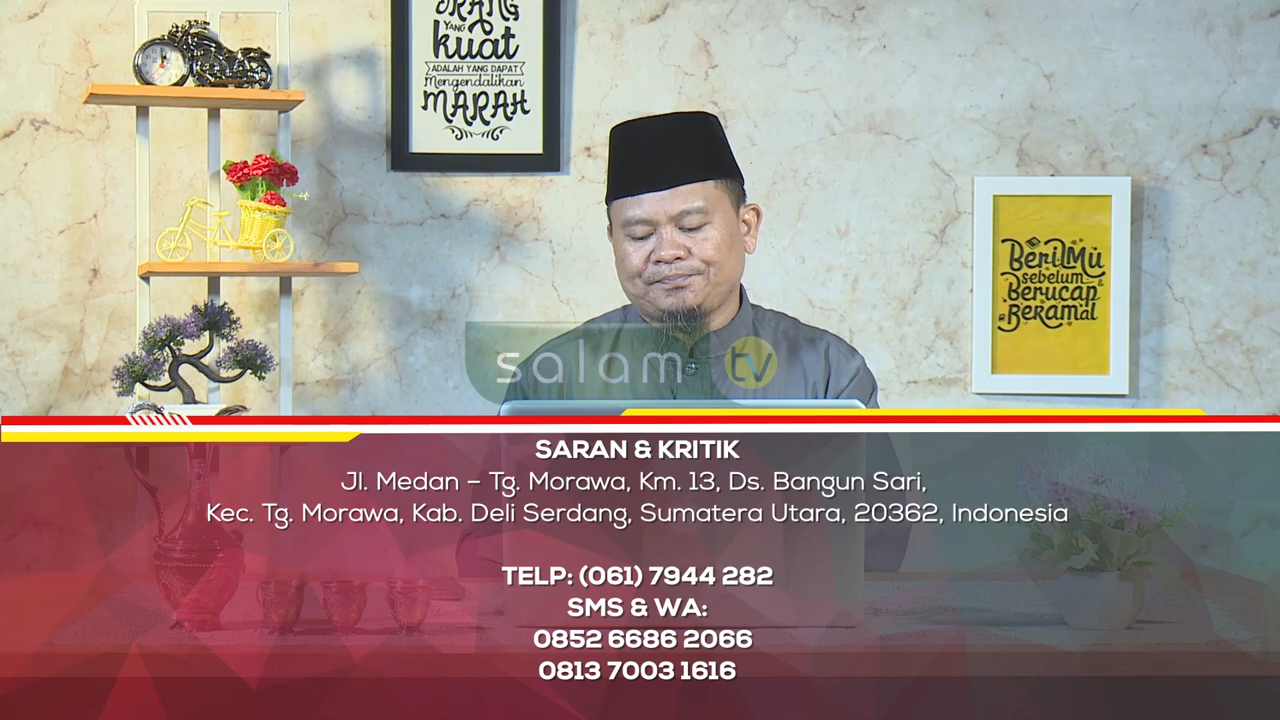 ORANG
YANG
kuat
ADALAH YANG DAPAT
Mengendalikan
MARAH
BERILMU
sebelum
BERUCAP
&
BERAMAL
salam tv
SARAN & KRITIK
Jl. Medan – Tg. Morawa, Km. 13, Ds. Bangun Sari,
Kec. Tg. Morawa, Kab. Deli Serdang, Sumatera Utara, 20362, Indonesia
TELP: (061) 7944 282
SMS & WA:
0852 6686 2066
0813 7003 1616